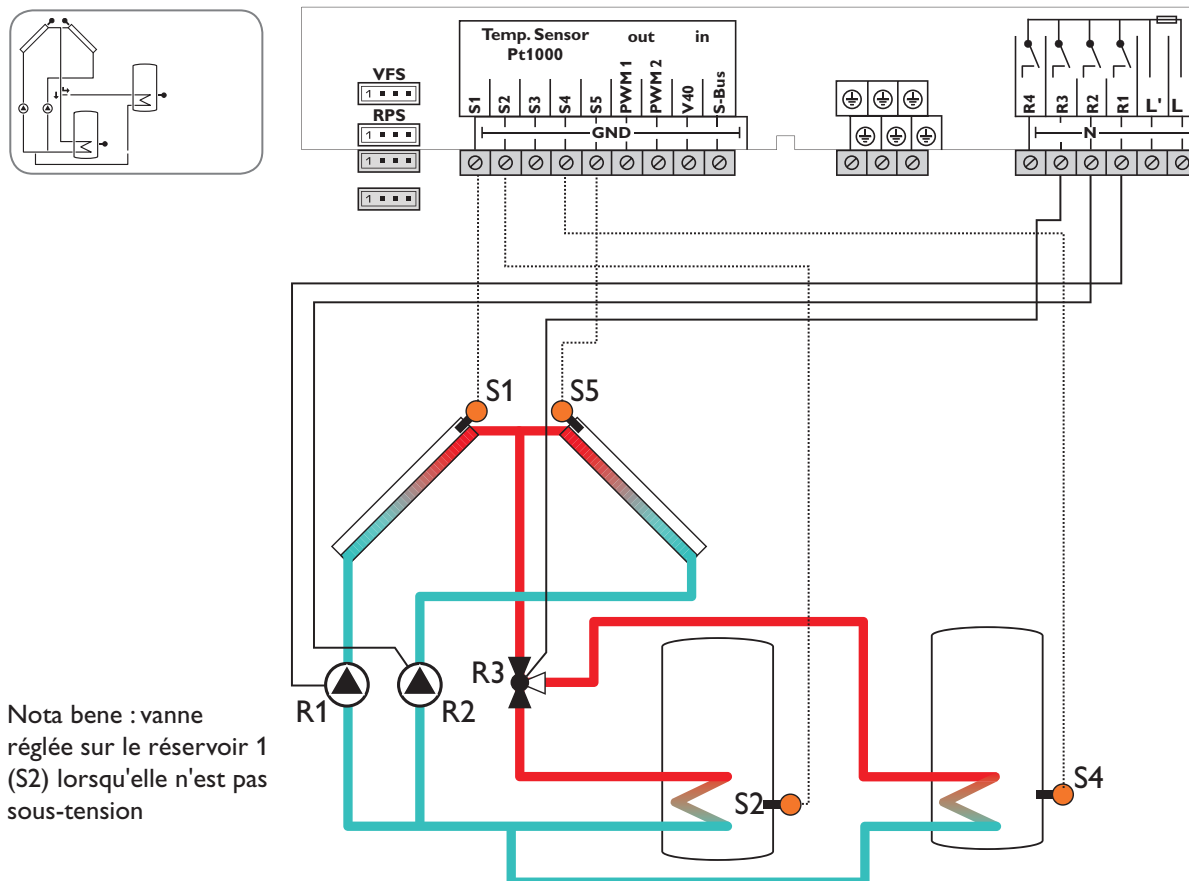 Temp. Sensor
Pt1000
out
in
VFS
1
RPS
1
1
1
S1
S2
S3
S4
S5
PWM 1
PWM 2
V40
S-Bus
GND
R4
R3
R2
R1
L'
L
N
S1
S5
R1
R2
R3
S2
S4
Nota bene : vanne
réglée sur le réservoir 1
(S2) lorsqu'elle n'est pas
sous-tension